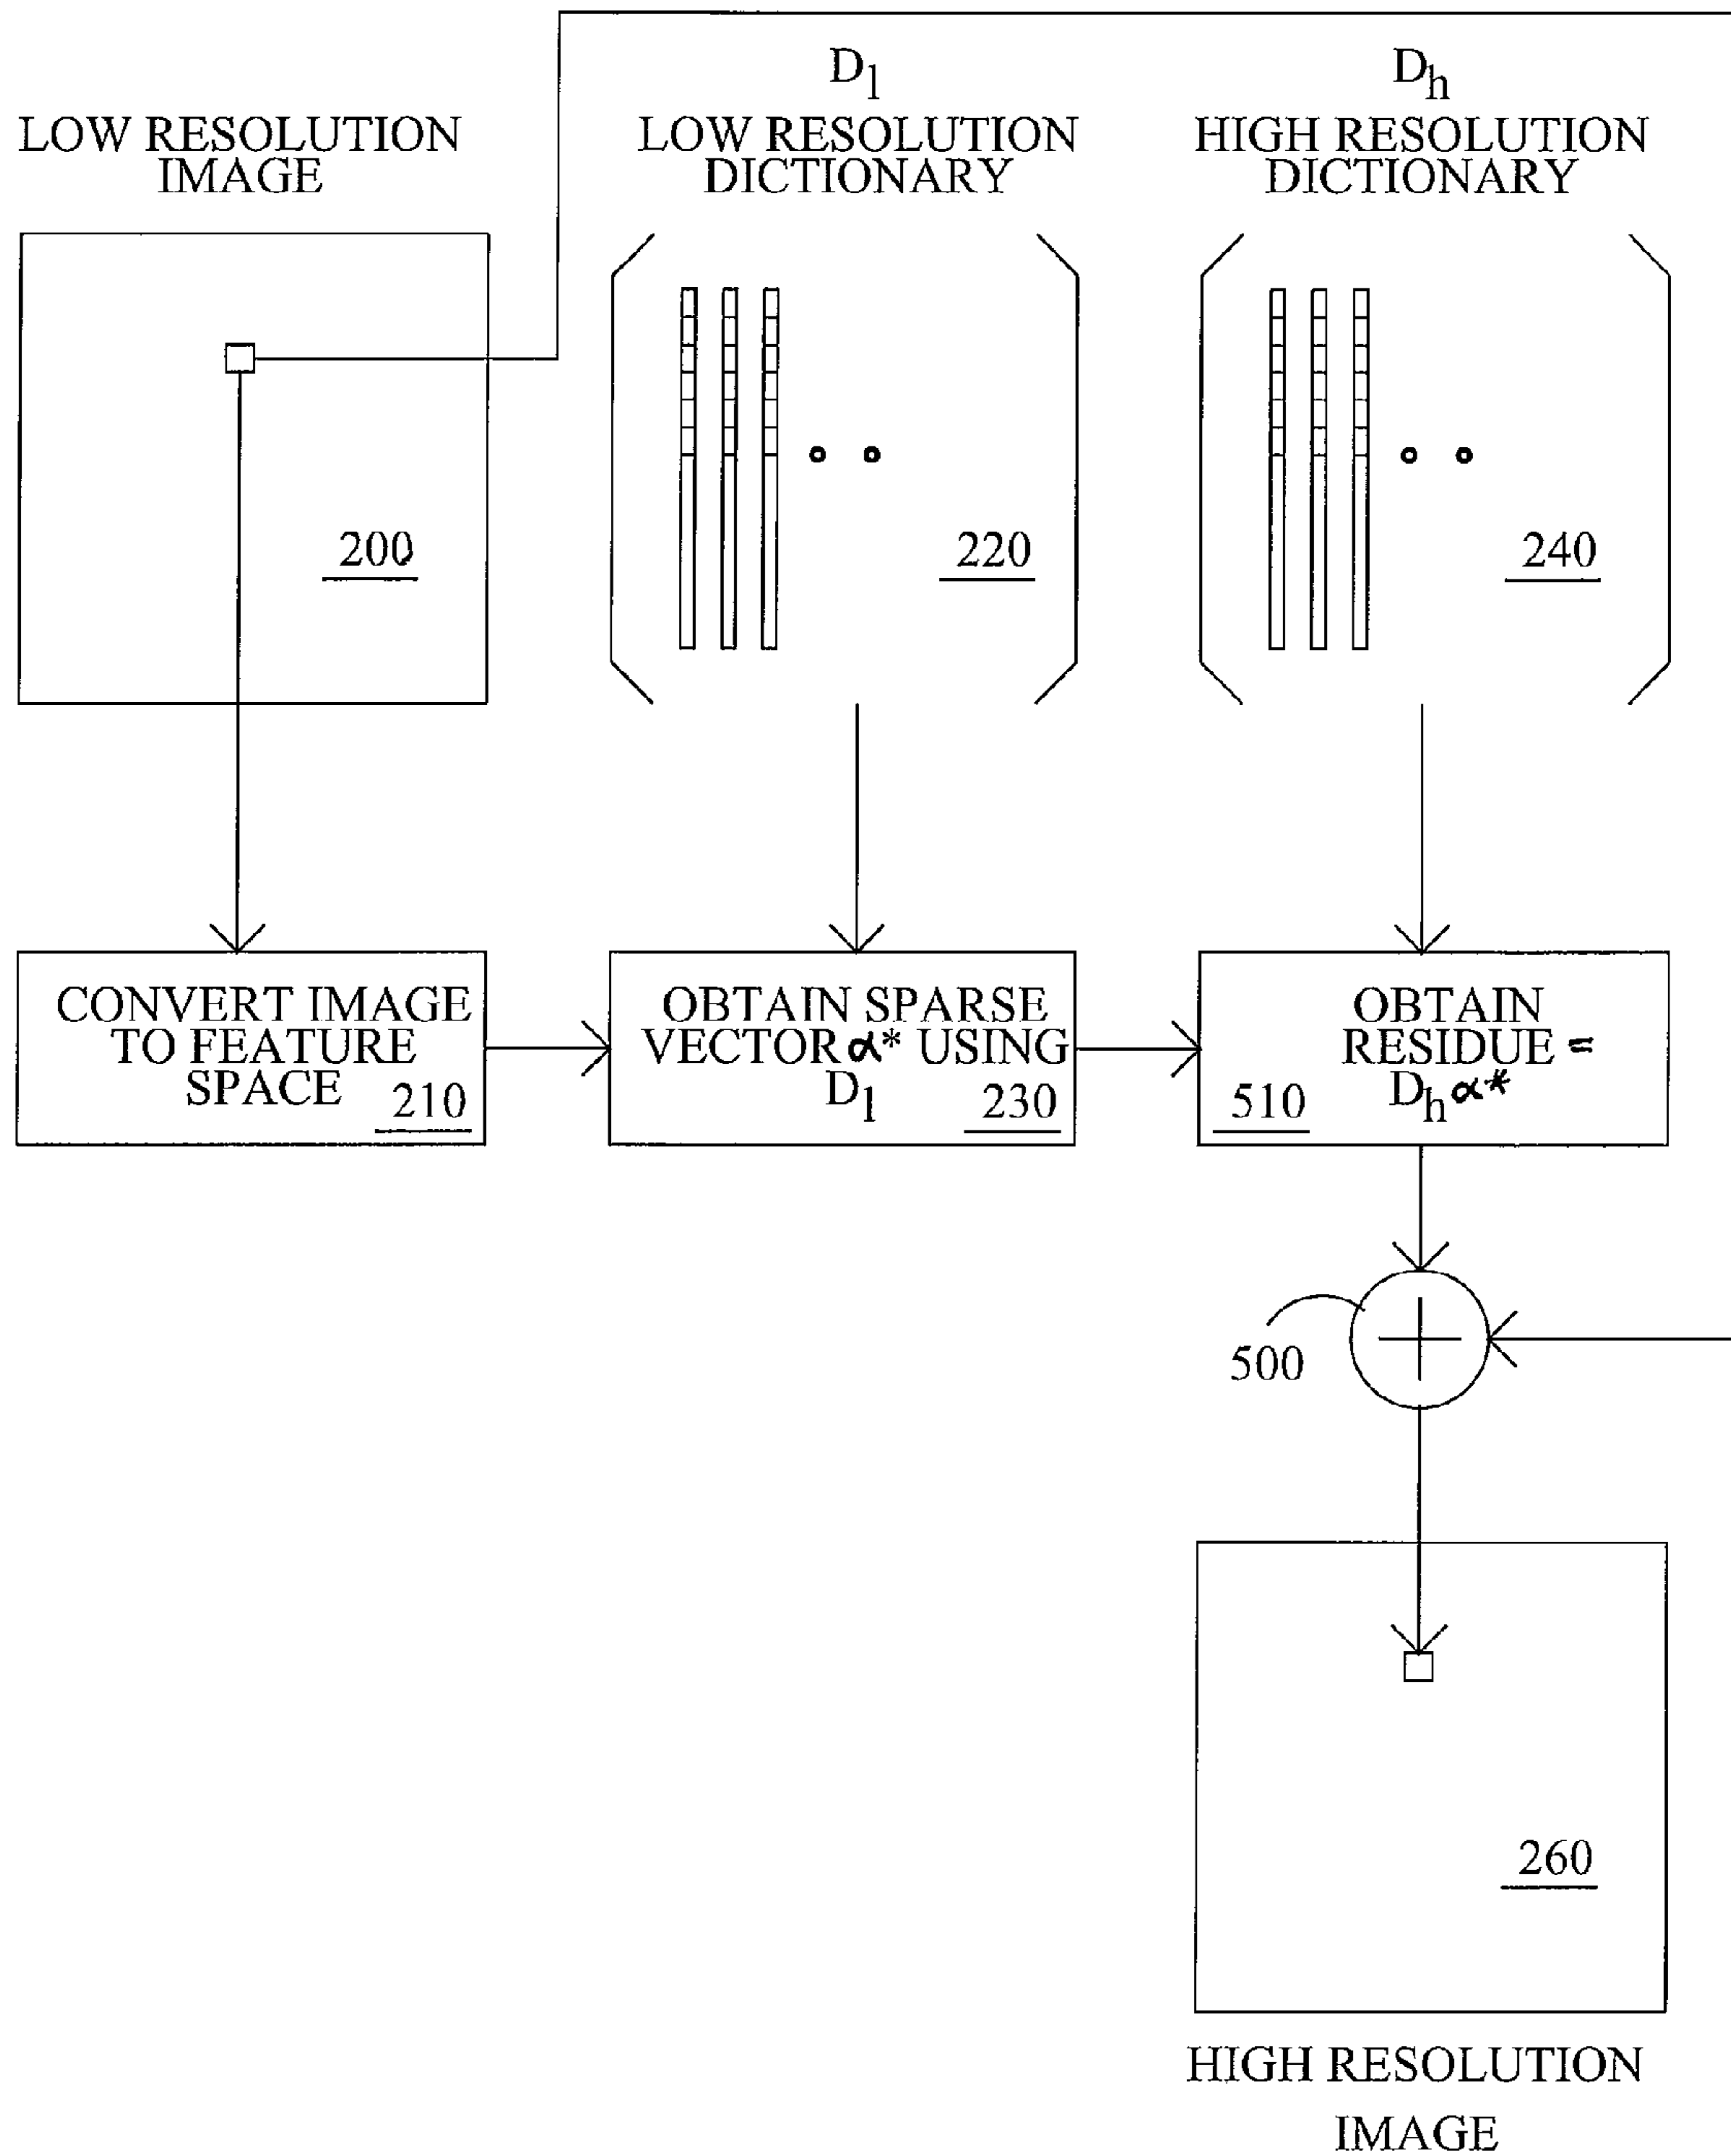 D_l
LOW RESOLUTION
DICTIONARY
D_h
HIGH RESOLUTION
DICTIONARY
LOW RESOLUTION
IMAGE
200
220
240
CONVERT IMAGE
TO FEATURE
SPACE
210
OBTAIN SPARSE
VECTOR α* USING
D_l
230
OBTAIN
RESIDUE =
D_h α*
510
500
260
HIGH RESOLUTION
IMAGE